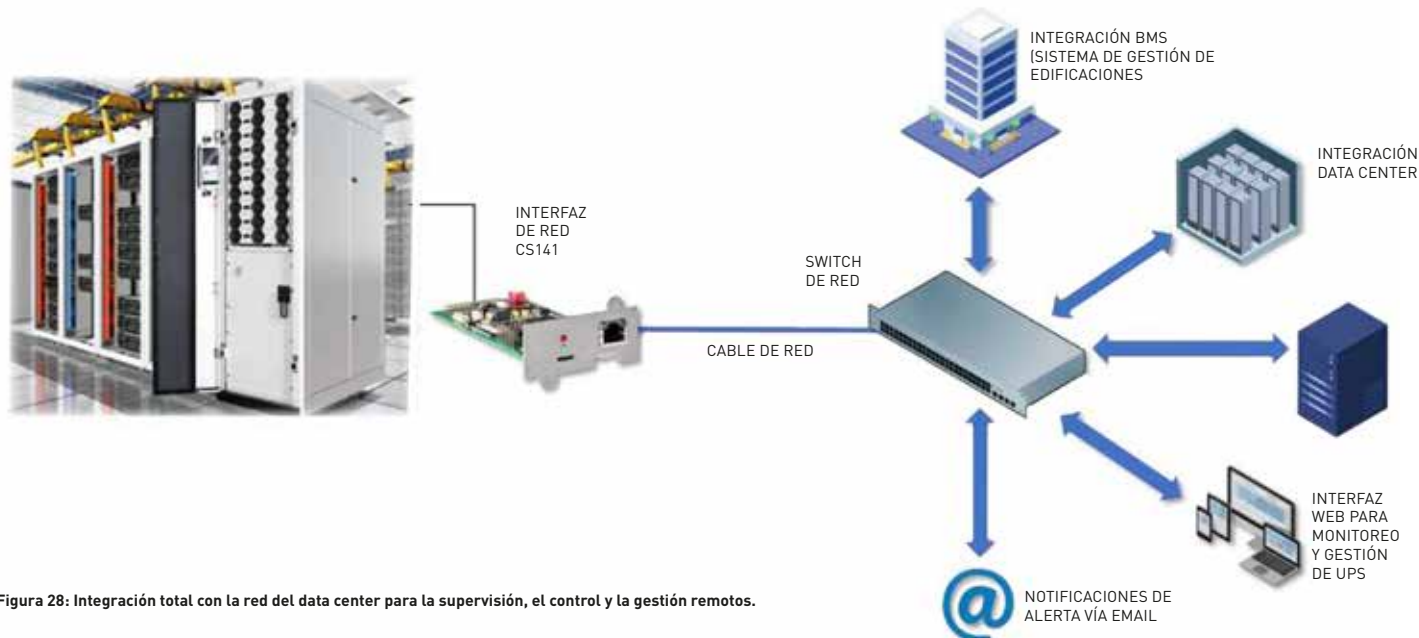 INTEGRACIÓN BMS
(SISTEMA DE GESTIÓN DE
EDIFICACIONES
INTEGRACIÓN
DATA CENTER
INTERFAZ
DE RED
CS141
SWITCH
DE RED
CABLE DE RED
INTERFAZ
WEB PARA
MONITOREO
Y GESTIÓN
DE UPS
@
NOTIFICACIONES DE
ALERTA VÍA EMAIL
Figura 28: Integración total con la red del data center para la supervisión, el control y la gestión remotos.